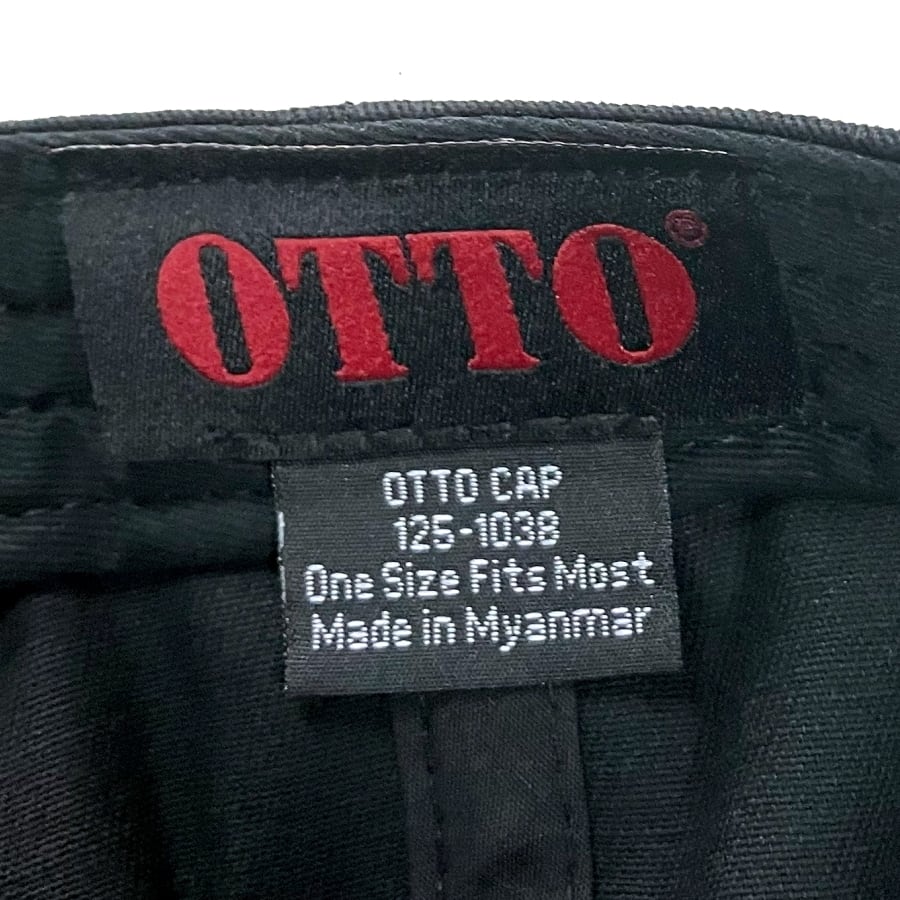 OTTO®
OTTO CAP
125-1038
One Size Fits Most
Made in Myanmar